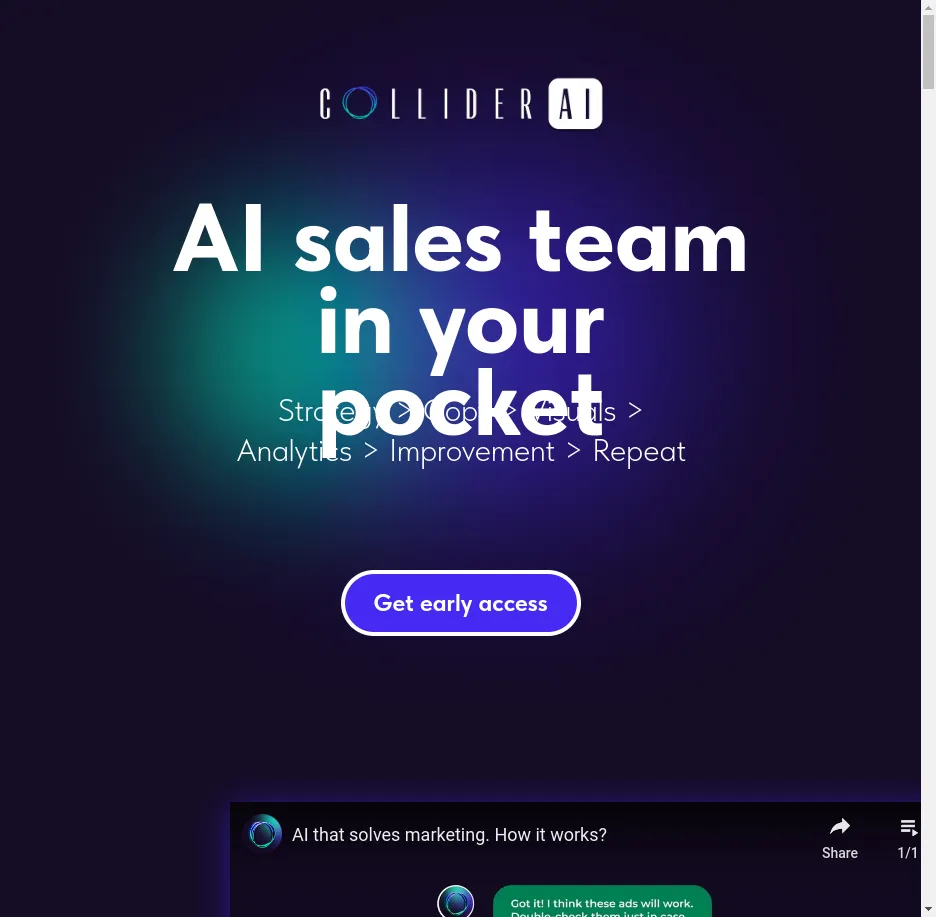 COLLIDER AI
AI sales team
in your
pocket
Strategy > Copy > Visuals >
Analytics > Improvement > Repeat
Get early access
AI that solves marketing. How it works?
Share
1/1
Got it! I think these ads will work.
Double-check them just in case